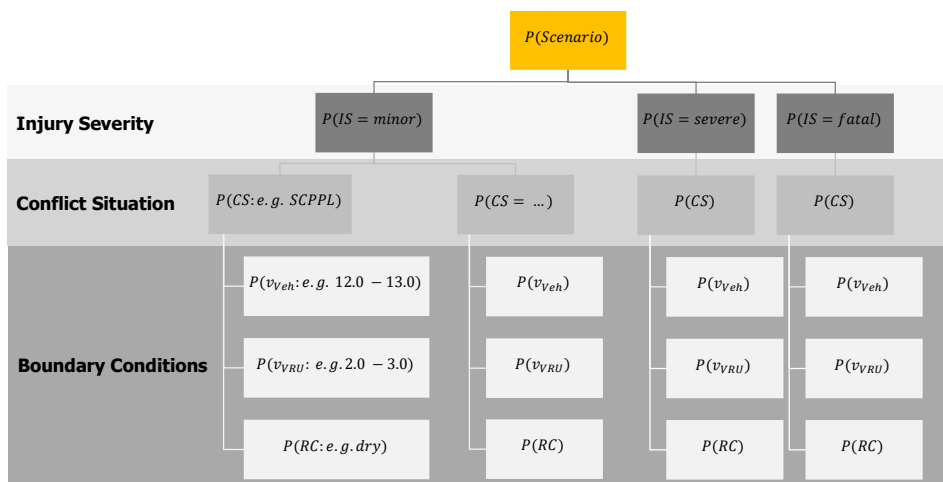 P(Scenario)
Injury Severity
P(IS = minor)
P(IS = severe)
P(IS = fatal)
Conflict Situation
P(CS: e. g. SCPPL)
P(CS = …)
P(CS)
P(CS)
Boundary Conditions
P(v_Veh: e. g. 12.0 − 13.0)
P(v_Veh)
P(v_Veh)
P(v_Veh)
P(v_VRU: e. g. 2.0 − 3.0)
P(v_VRU)
P(v_VRU)
P(v_VRU)
P(RC: e. g. dry)
P(RC)
P(RC)
P(RC)